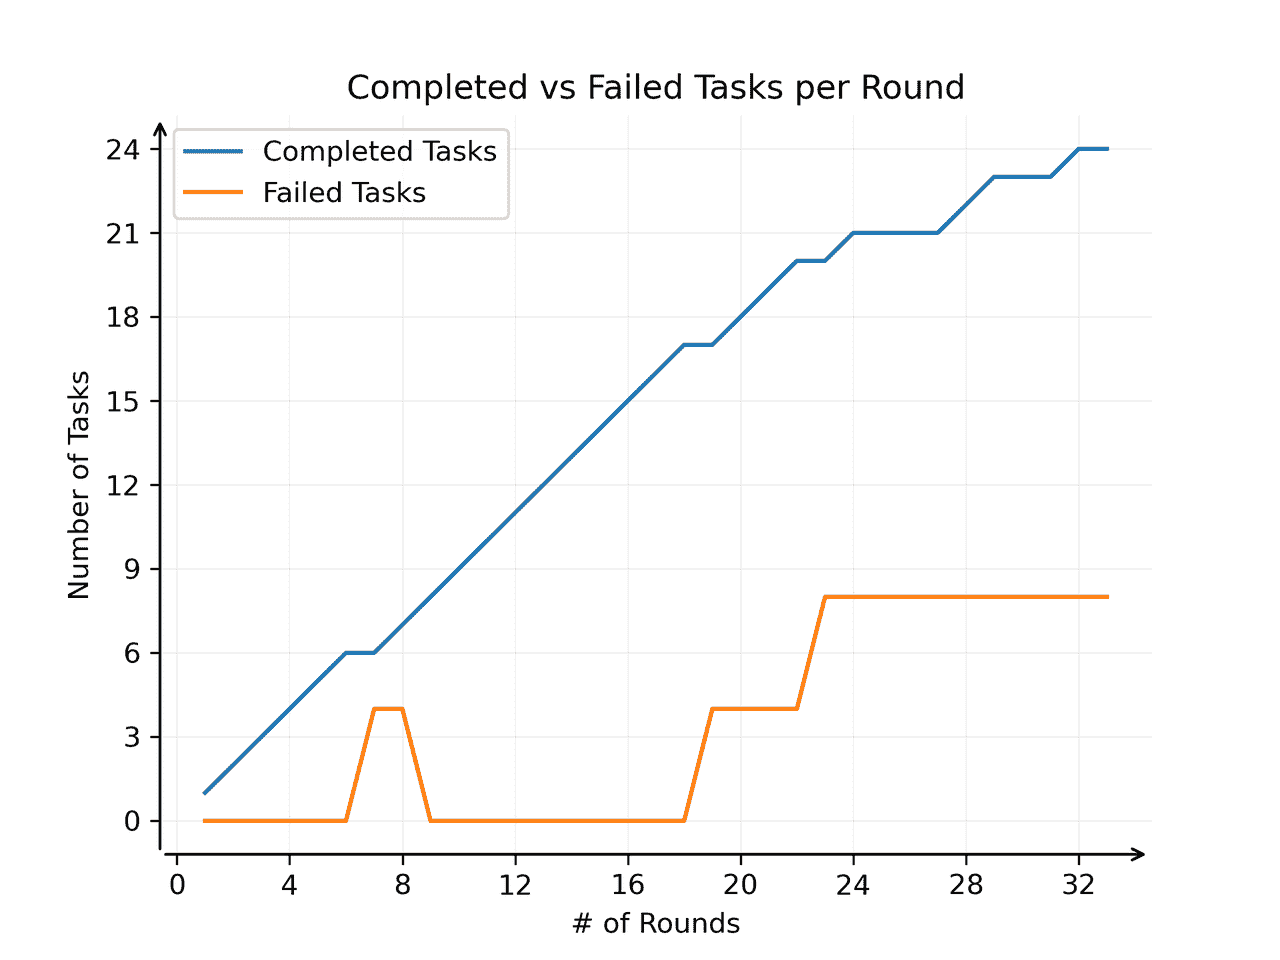 Completed vs Failed Tasks per Round
Completed Tasks
Failed Tasks
24
21
18
15
12
9
6
3
0
Number of Tasks
0 4 8 12 16 20 24 28 32
# of Rounds